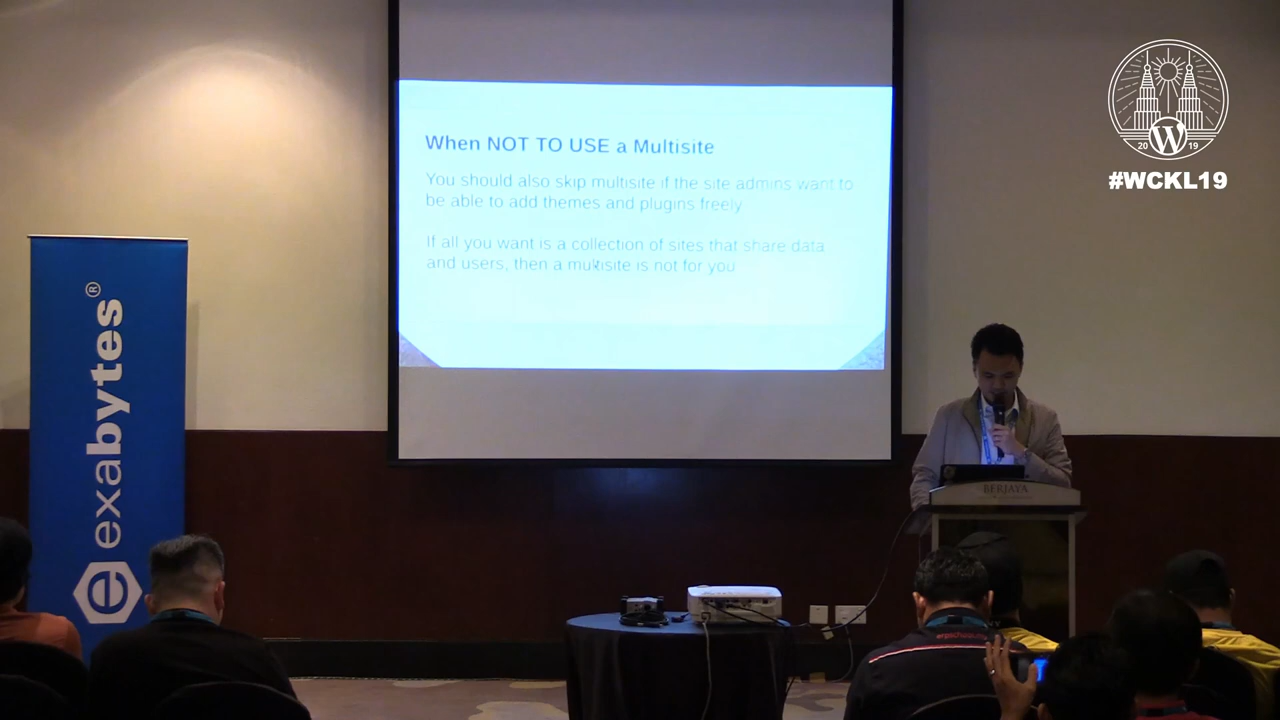 When NOT TO USE a Multisite
You should also skip multisite if the site admins want to
be able to add themes and plugins freely
If all you want is a collection of sites that share data
and users, then a multisite is not for you
20 W 19
#WCKL19
e exabytes®
BERJAYA